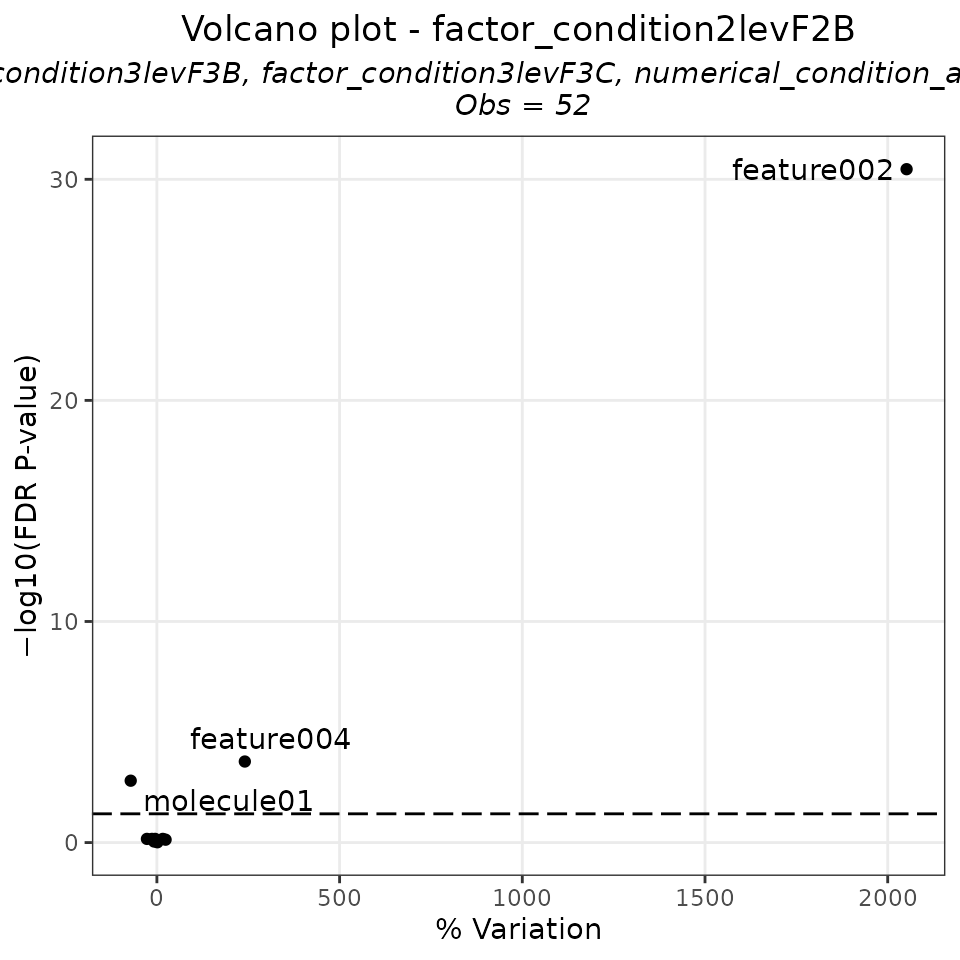 Volcano plot - factor_condition2levF2B
condition3levF3B, factor_condition3levF3C, numerical_condition_a
Obs = 52
feature002
30
20
−log10(FDR P-value)
10
feature004
molecule01
0
0 500 1000 1500 2000
% Variation